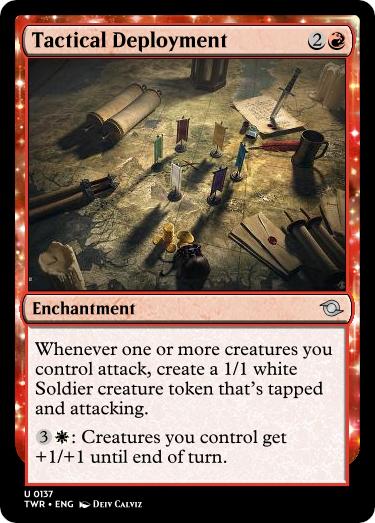 Tactical Deployment 2
Enchantment
Whenever one or more creatures you
control attack, create a 1/1 white
Soldier creature token that's tapped
and attacking.
3 : Creatures you control get
+1/+1 until end of turn.
U 0137
TWR • ENG Deiv Calviz